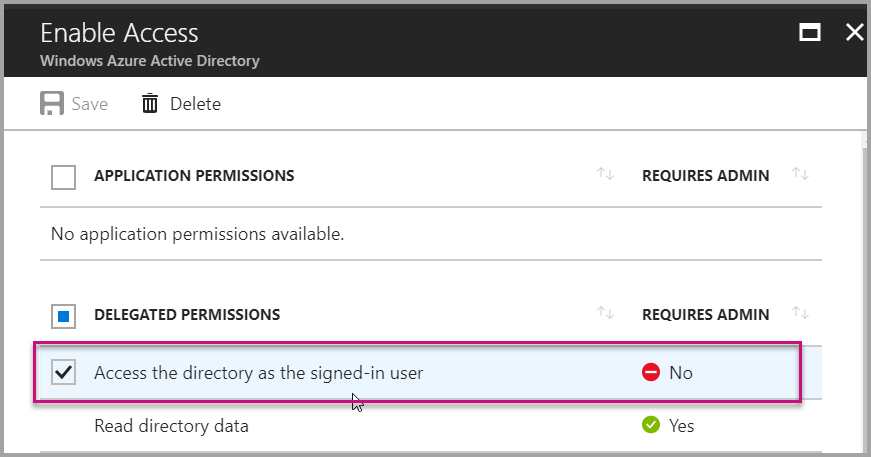 Enable Access
Windows Azure Active Directory
Save Delete
APPLICATION PERMISSIONS REQUIRES ADMIN
No application permissions available.
DELEGATED PERMISSIONS REQUIRES ADMIN
Access the directory as the signed-in user No
Read directory data Yes